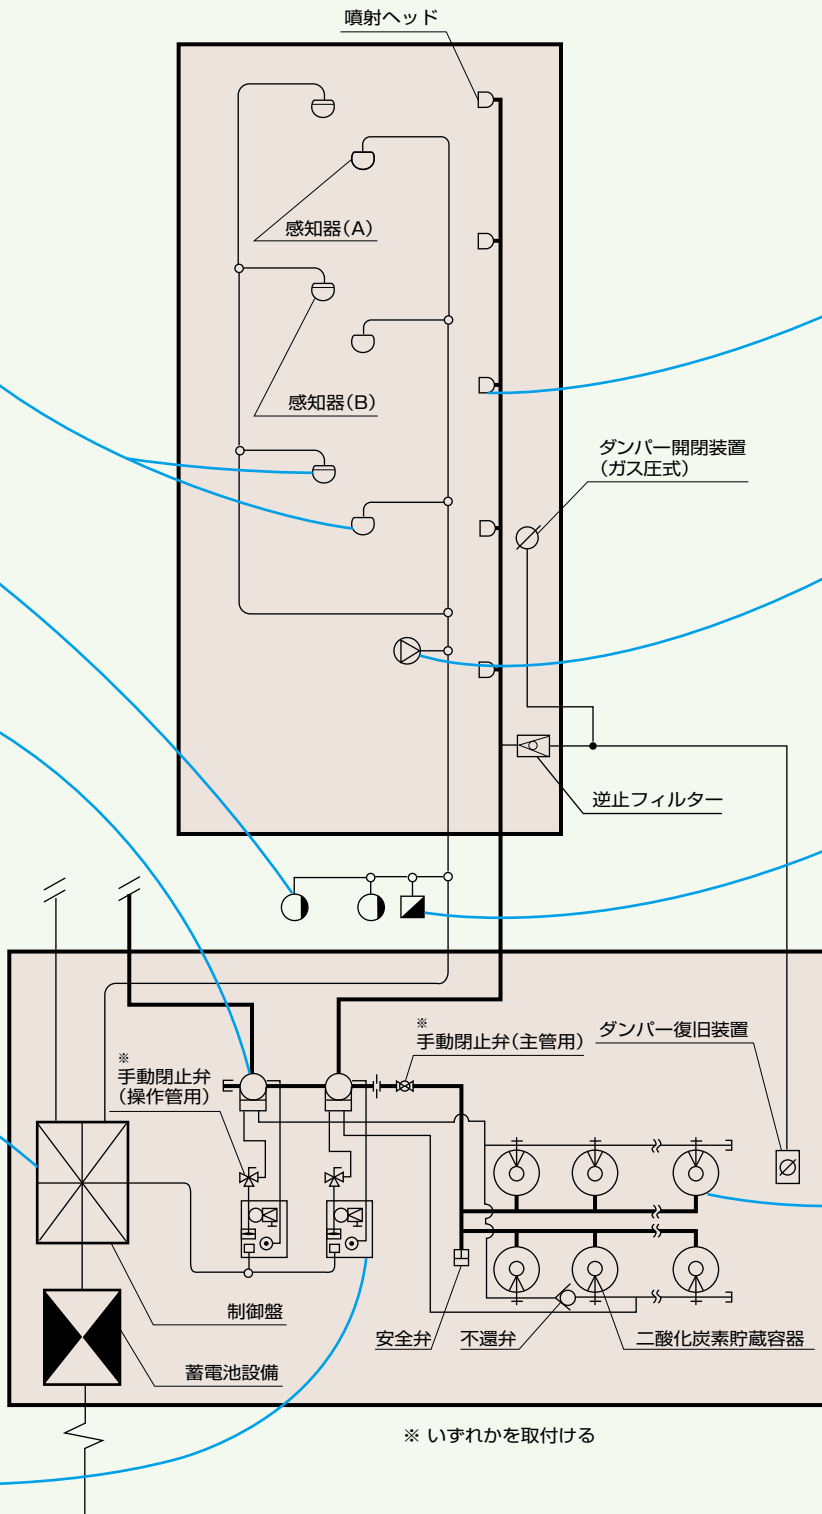 噴射ヘッド
感知器(A)
感知器(B)
ダンパー開閉装置
(ガス圧式)
逆止フィルター
※
手動閉止弁(主管用)
ダンパー復旧装置
※
手動閉止弁
(操作管用)
制御盤
安全弁
不還弁
二酸化炭素貯蔵容器
蓄電池設備
※ いずれかを取付ける